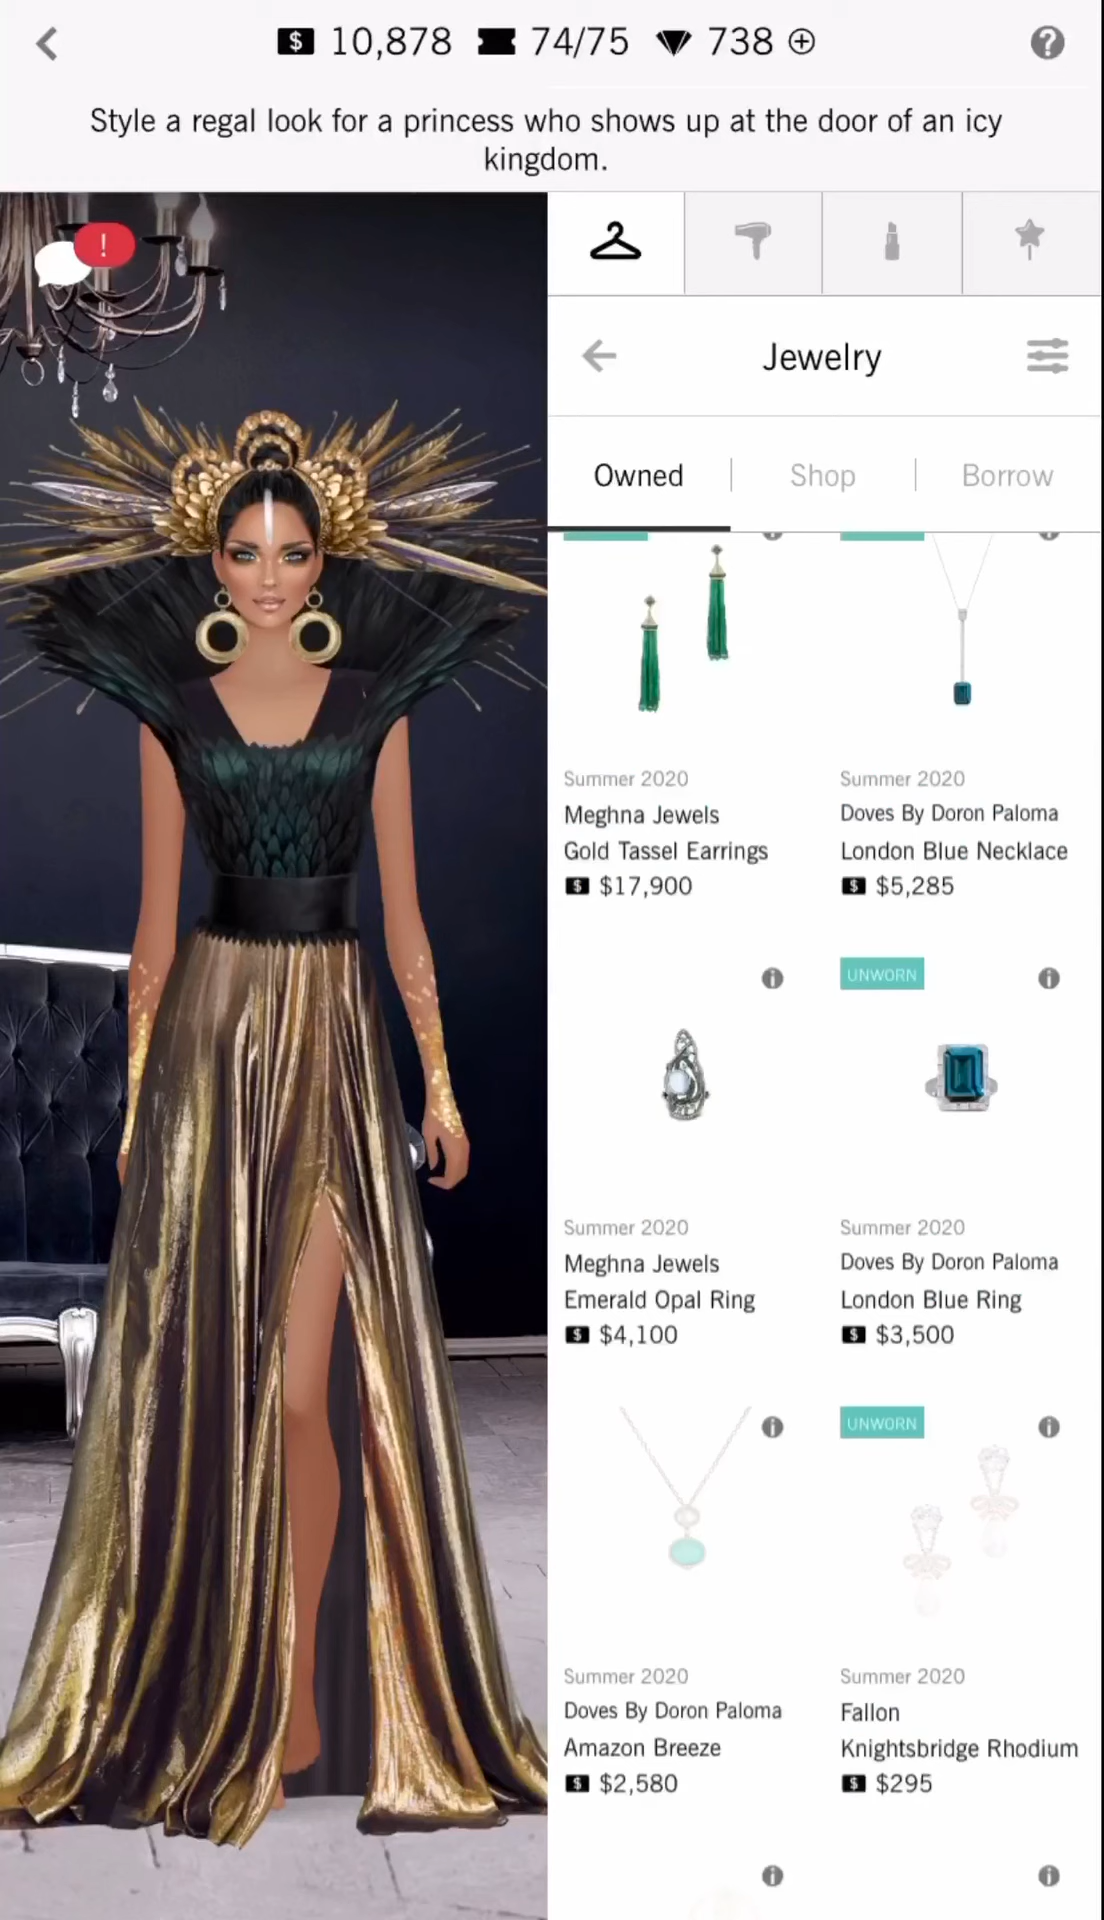 $ 10,878 74/75 738
?
Style a regal look for a princess who shows up at the door of an icy
kingdom.
!
Jewelry
Owned
Shop
Borrow
Summer 2020
Meghna Jewels
Gold Tassel Earrings
$ $17,900
Summer 2020
Doves By Doron Paloma
London Blue Necklace
$ $5,285
Summer 2020
Meghna Jewels
Emerald Opal Ring
$ $4,100
UNWORN
Summer 2020
Doves By Doron Paloma
London Blue Ring
$ $3,500
Summer 2020
Doves By Doron Paloma
Amazon Breeze
$ $2,580
UNWORN
Summer 2020
Fallon
Knightsbridge Rhodium
$ $295